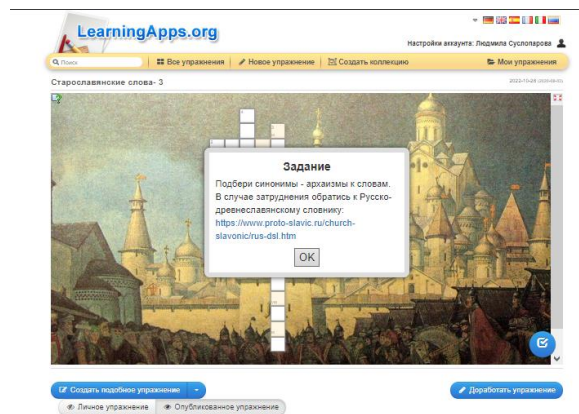 LearningApps.org
Настройки аккаунта: Людмила Суслопарова
Поиск
Все упражнения
Новое упражнение
Создать коллекцию
Мои упражнения
Старославянские слова- 3
Задание
Подбери синонимы - архаизмы к словам.
В случае затруднения обратись к Русско-
древнеславянскому словнику:
https://www.proto-slavic.ru/church-
slavonic/rus-dsl.htm
OK
Создать подобное упражнение
Доработать упражнение
Личное упражнение
Опубликованное упражнение